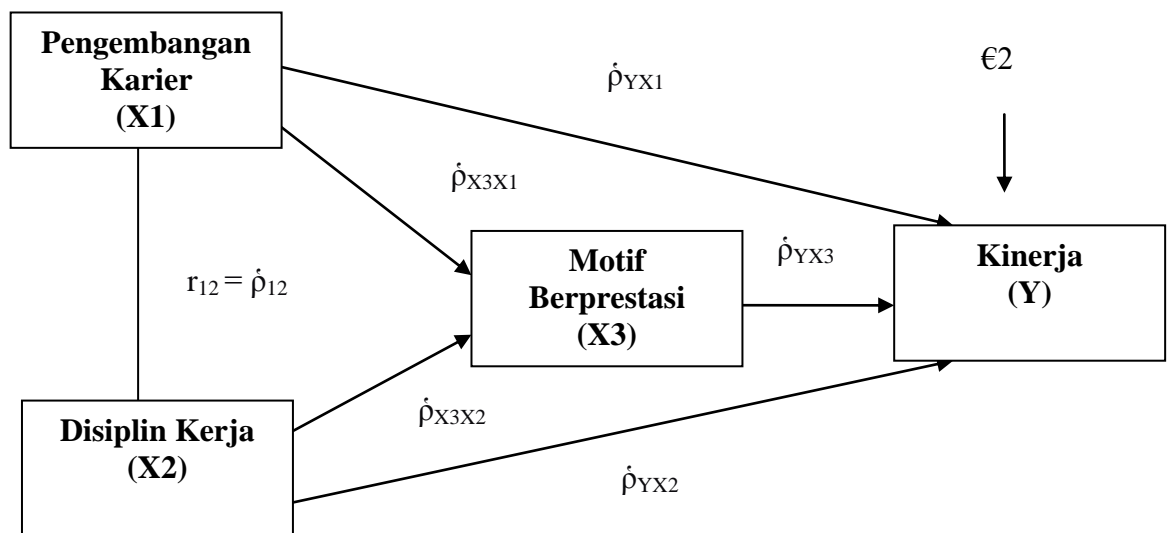 Pengembangan
Karier
(X1)
€2
ρ̇YX1
ρ̇X3X1
Motif
Berprestasi
(X3)
ρ̇YX3
Kinerja
(Y)
r12 = ρ̇12
Disiplin Kerja
(X2)
ρ̇X3X2
ρ̇YX2